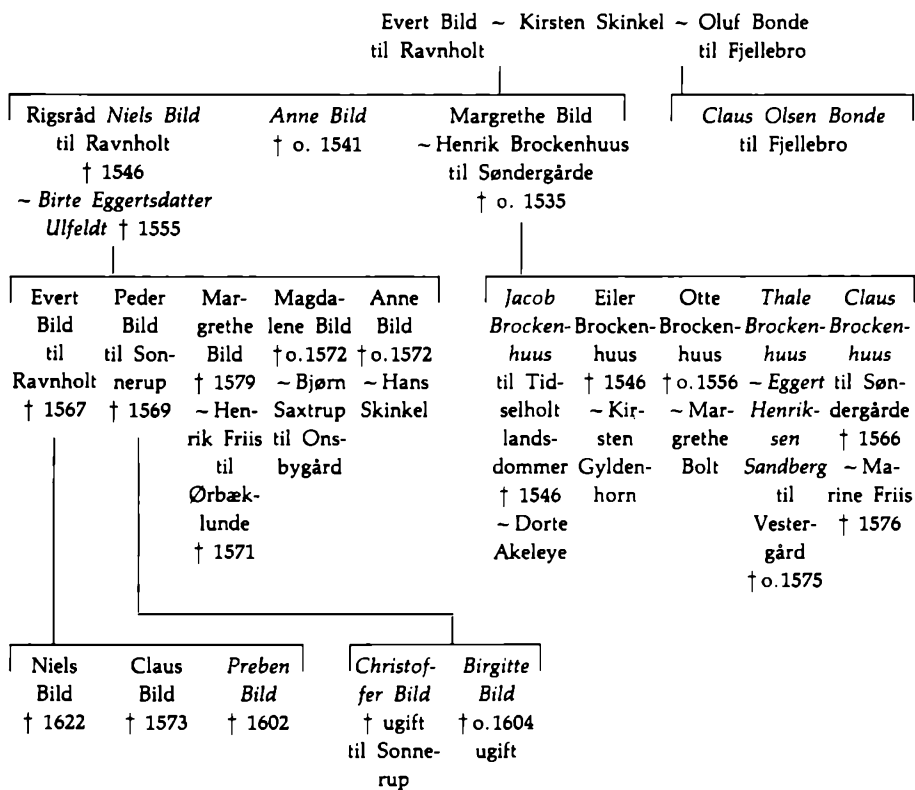 Evert Bild ~ Kirsten Skinkel ~ Oluf Bonde
til Ravnholt til Fjellebro
Rigsråd Niels Bild
til Ravnholt
† 1546
~ Birte Eggertsdatter
Ulfeldt † 1555
Anne Bild
† o. 1541
Margrethe Bild
~ Henrik Brockenhuus
til Søndergårde
† o. 1535
Claus Olsen Bonde
til Fjellebro
Evert
Bild
til
Ravnholt
† 1567
Peder
Bild
til Son-
nerup
† 1569
Mar-
grethe
Bild
† 1579
~ Hen-
rik Friis
til
Ørbæk-
lunde
† 1571
Magda-
lene Bild
† o. 1572
~ Bjørn
Saxtrup
til Ons-
bygård
Anne
Bild
† o. 1572
~ Hans
Skinkel
Jacob
Brocken-
huus
til Tid-
selholt
lands-
dommer
† 1546
~ Dorte
Akeleye
Eiler
Brocken-
huus
† 1546
~ Kir-
sten
Gylden-
horn
Otte
Brocken-
huus
† o. 1556
~ Mar-
grethe
Bolt
Thale
Brocken-
huus
~ Eggert
Henrik-
sen
Sandberg
til
Vester-
gård
† o. 1575
Claus
Brocken-
huus
til Søn-
dergårde
† 1566
~ Ma-
rine Friis
† 1576
Niels
Bild
† 1622
Claus
Bild
† 1573
Preben
Bild
† 1602
Christof-
fer Bild
† ugift
til Sonne-
rup
Birgitte
Bild
† o. 1604
ugift